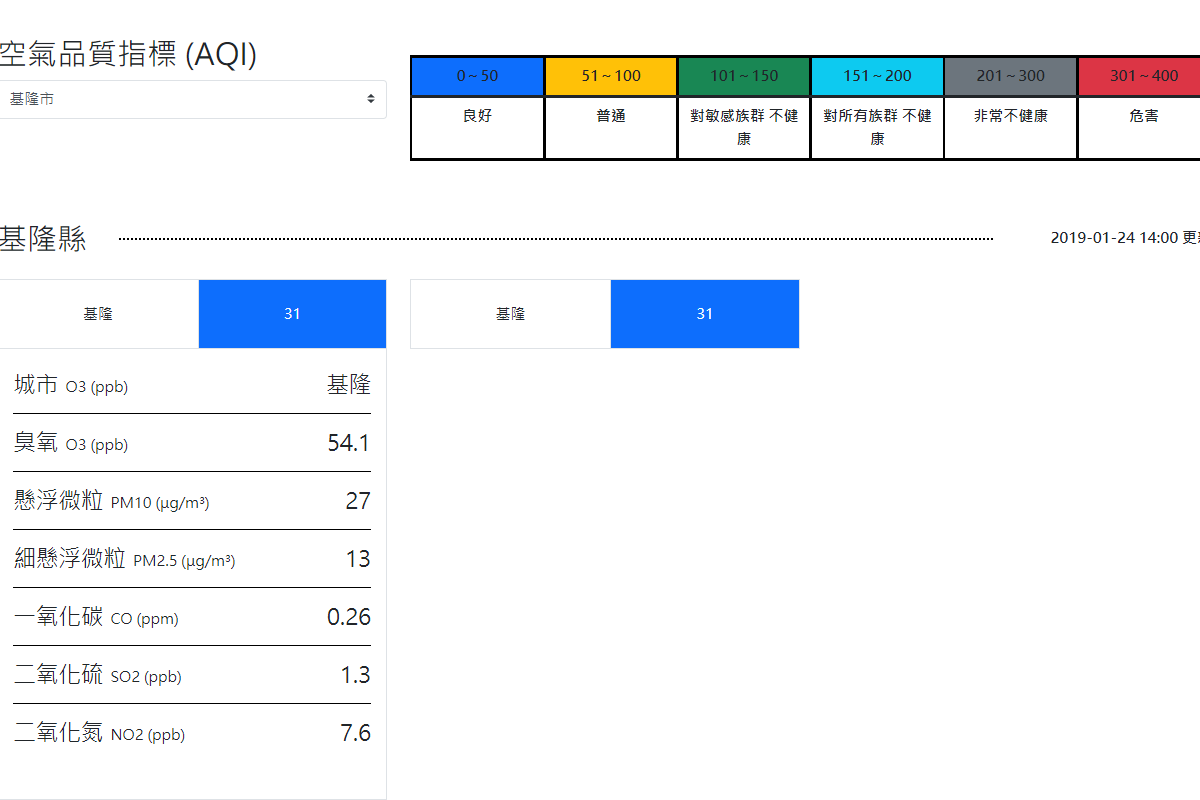 空氣品質指標 (AQI)
基隆市
0～50 51～100 101～150 151～200 201～300 301～400
良好 普通 對敏感族群 不健康 對所有族群 不健康 非常不健康 危害
基隆縣
2019-01-24 14:00 更
基隆 31
基隆 31
城市 O3 (ppb) 基隆
臭氧 O3 (ppb) 54.1
懸浮微粒 PM10 (μg/m³) 27
細懸浮微粒 PM2.5 (μg/m³) 13
一氧化碳 CO (ppm) 0.26
二氧化硫 SO2 (ppb) 1.3
二氧化氮 NO2 (ppb) 7.6